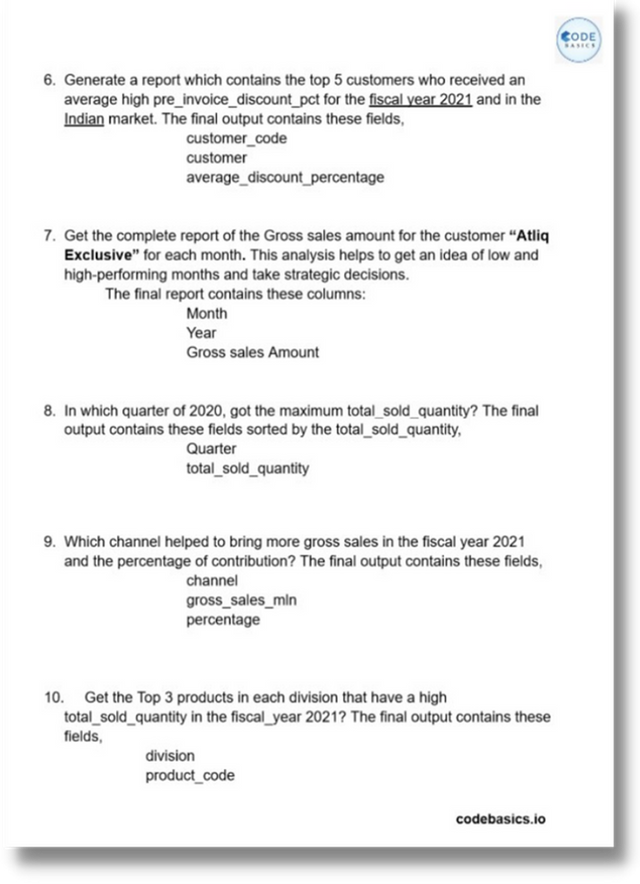 CODE
BASICS
6. Generate a report which contains the top 5 customers who received an
average high pre_invoice_discount_pct for the fiscal year 2021 and in the
Indian market. The final output contains these fields,
customer_code
customer
average_discount_percentage
7. Get the complete report of the Gross sales amount for the customer “Atliq
Exclusive” for each month. This analysis helps to get an idea of low and
high-performing months and take strategic decisions.
The final report contains these columns:
Month
Year
Gross sales Amount
8. In which quarter of 2020, got the maximum total_sold_quantity? The final
output contains these fields sorted by the total_sold_quantity,
Quarter
total_sold_quantity
9. Which channel helped to bring more gross sales in the fiscal year 2021
and the percentage of contribution? The final output contains these fields,
channel
gross_sales_mln
percentage
10. Get the Top 3 products in each division that have a high
total_sold_quantity in the fiscal_year 2021? The final output contains these
fields,
division
product_code
codebasics.io